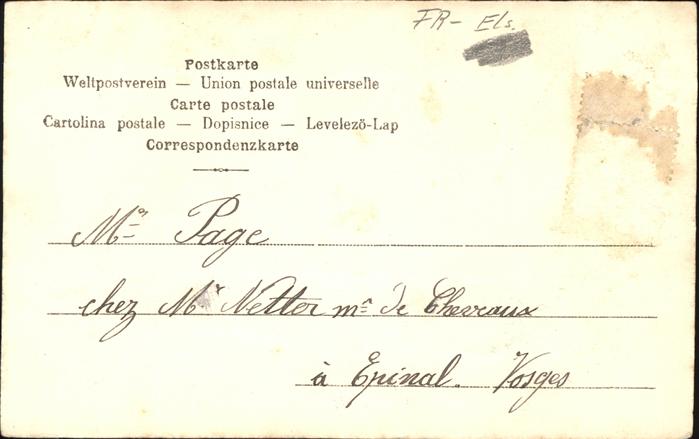 FR- Els.
Postkarte
Weltpostverein — Union postale universelle
Carte postale
Cartolina postale — Dopisnice — Levelező-Lap
Correspondenzkarte
Mr Page
chez Mr Netter md de Chevaux
à Epinal. Vosges